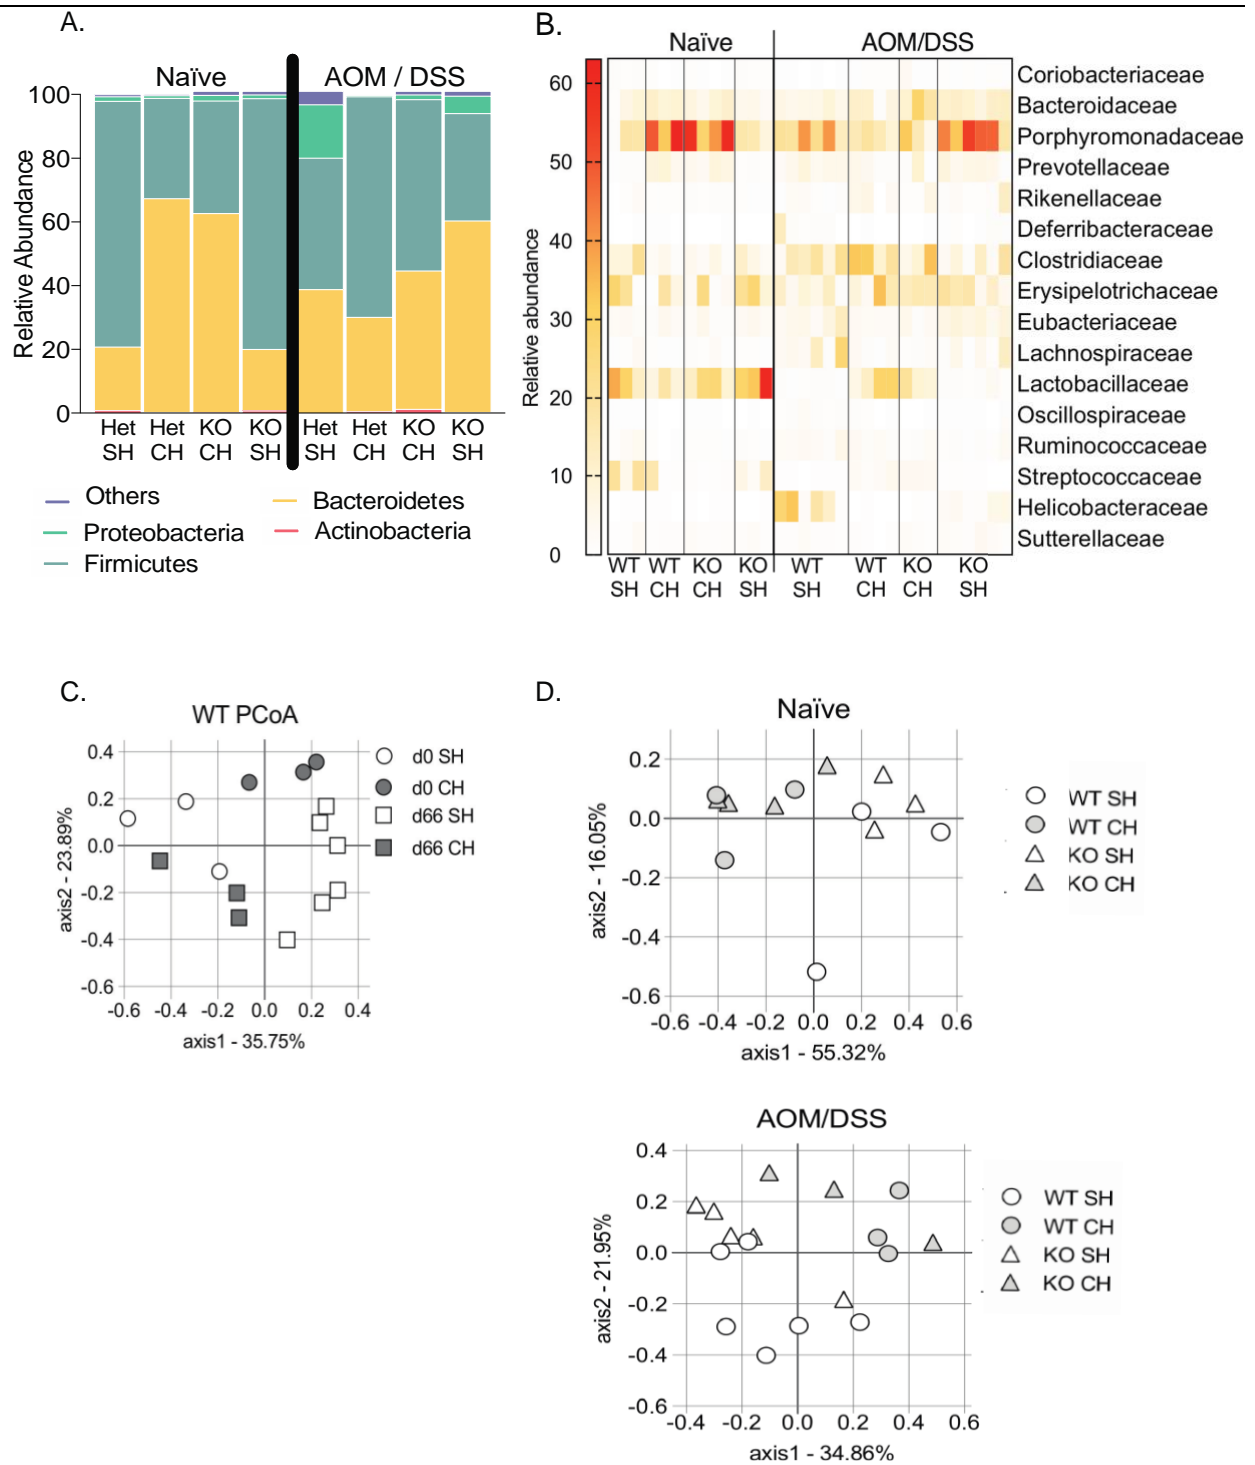 A.
Naïve AOM / DSS
Relative Abundance
100
80
60
40
20
0
Het Het KO KO Het Het KO KO
SH CH CH SH SH CH CH SH
Others
Proteobacteria
Firmicutes
Bacteroidetes
Actinobacteria
B.
Naïve AOM/DSS
Relative abundance
60
50
40
30
20
10
0
Coriobacteriaceae
Bacteroidaceae
Porphyromonadaceae
Prevotellaceae
Rikenellaceae
Deferribacteraceae
Clostridiaceae
Erysipelotrichaceae
Eubacteriaceae
Lachnospiraceae
Lactobacillaceae
Oscillospiraceae
Ruminococcaceae
Streptococcaceae
Helicobacteraceae
Sutterellaceae
WT WT KO KO WT WT KO KO
SH CH CH SH SH CH CH SH
C.
WT PCoA
axis2 - 23.89%
0.4
0.2
0.0
-0.2
-0.4
-0.6
-0.6 -0.4 -0.2 0.0 0.2 0.4
axis1 - 35.75%
d0 SH
d0 CH
d66 SH
d66 CH
D.
Naïve
axis2 - 16.05%
0.2
0.0
-0.2
-0.4
-0.6
-0.6 -0.4 -0.2 0.0 0.2 0.4 0.6
axis1 - 55.32%
WT SH
WT CH
KO SH
KO CH
AOM/DSS
axis2 - 21.95%
0.4
0.2
0.0
-0.2
-0.4
-0.6
-0.4 -0.2 0.0 0.2 0.4 0.6
axis1 - 34.86%
WT SH
WT CH
KO SH
KO CH